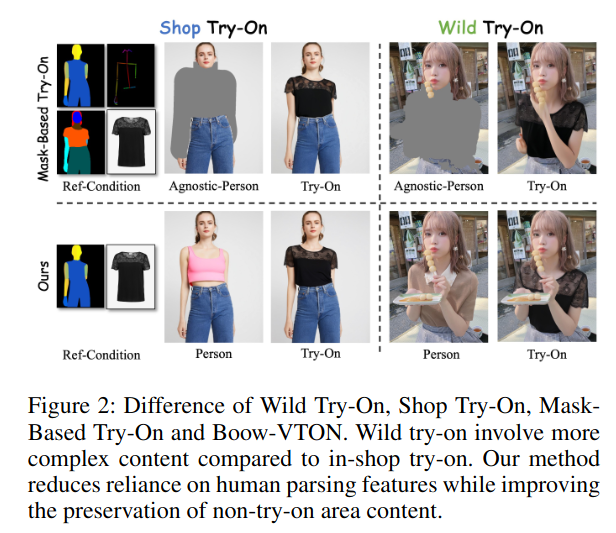 Shop Try-On
Wild Try-On
Mask-Based Try-On
Ref-Condition
Agnostic-Person
Try-On
Agnostic-Person
Try-On
Ours
Ref-Condition
Person
Try-On
Person
Try-On
Figure 2: Difference of Wild Try-On, Shop Try-On, Mask-
Based Try-On and Boow-VTON. Wild try-on involve more
complex content compared to in-shop try-on. Our method
reduces reliance on human parsing features while improving
the preservation of non-try-on area content.